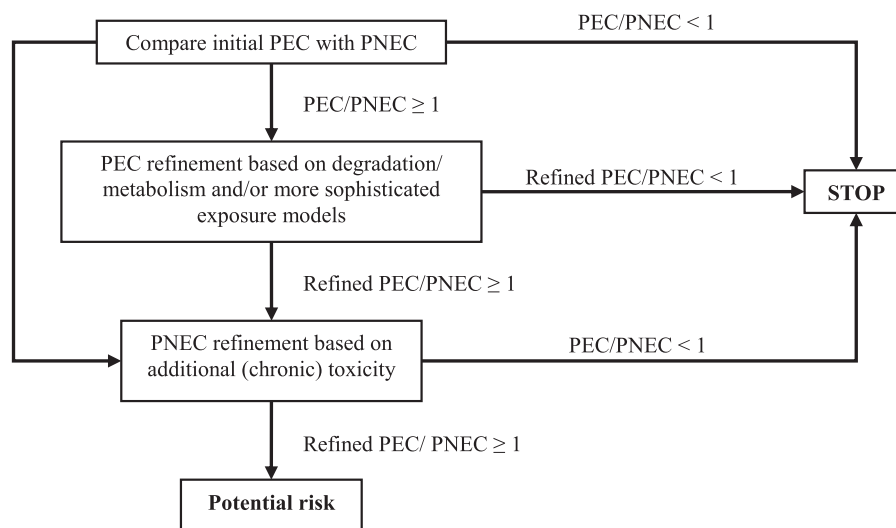 PEC/PNEC < 1
Compare initial PEC with PNEC
PEC/PNEC ≥ 1
PEC refinement based on degradation/
metabolism and/or more sophisticated
exposure models
Refined PEC/PNEC < 1
STOP
Refined PEC/PNEC ≥ 1
PNEC refinement based on
additional (chronic) toxicity
PEC/PNEC < 1
Refined PEC/ PNEC ≥ 1
Potential risk